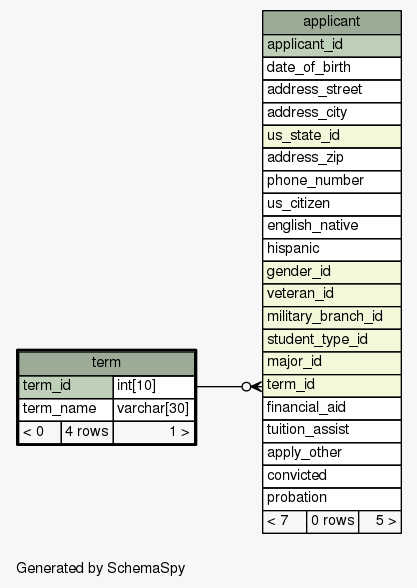 applicant
applicant_id
date_of_birth
address_street
address_city
us_state_id
address_zip
phone_number
us_citizen
english_native
hispanic
gender_id
veteran_id
military_branch_id
student_type_id
major_id
term_id
financial_aid
tuition_assist
apply_other
convicted
probation
< 7 0 rows 5 >
term
term_id int[10]
term_name varchar[30]
< 0 4 rows 1 >
Generated by SchemaSpy